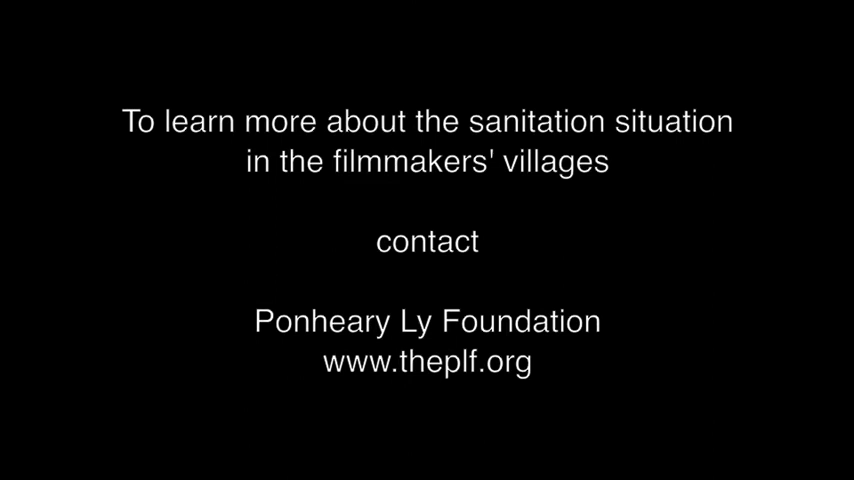 To learn more about the sanitation situation
in the filmmakers' villages
contact
Ponheary Ly Foundation
www.theplf.org